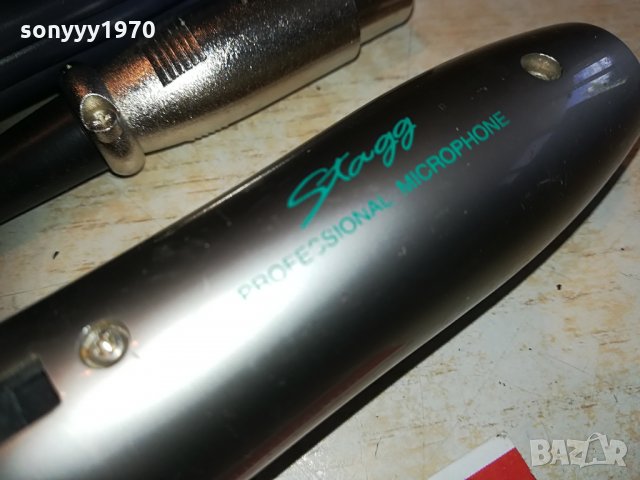 sonyyy1970
Stagg
PROFESSIONAL MICROPHONE
BAZAR